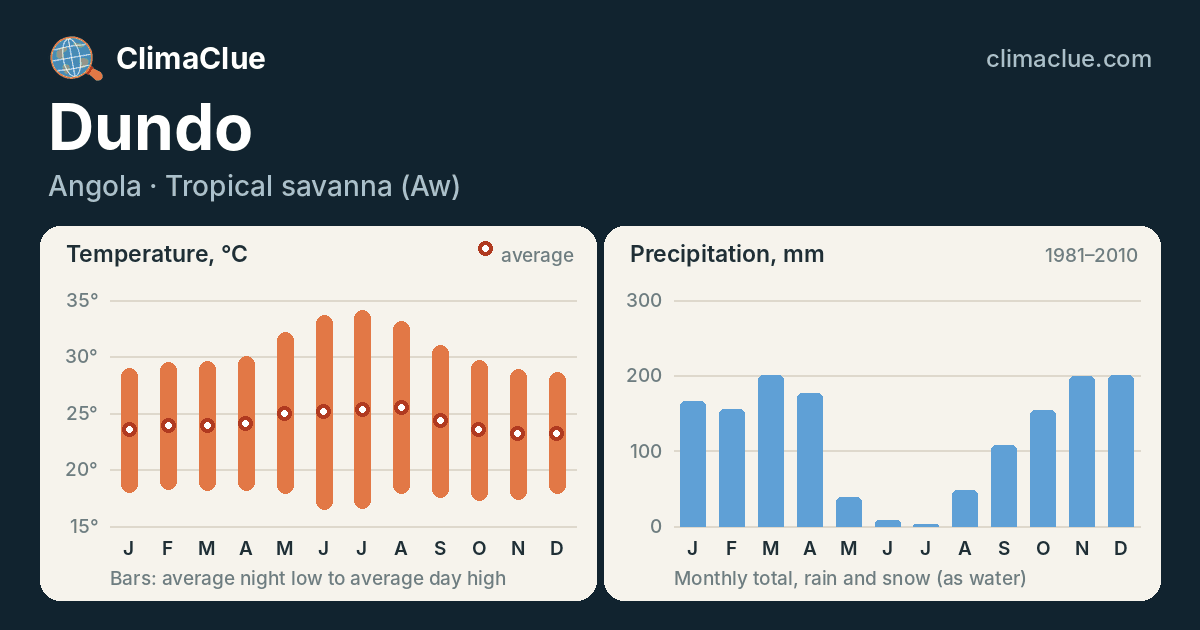 ClimaClue
climaclue.com
Dundo
Angola · Tropical savanna (Aw)
Temperature, °C
average
35°
30°
25°
20°
15°
J F M A M J J A S O N D
Bars: average night low to average day high
Precipitation, mm
1981–2010
300
200
100
0
J F M A M J J A S O N D
Monthly total, rain and snow (as water)